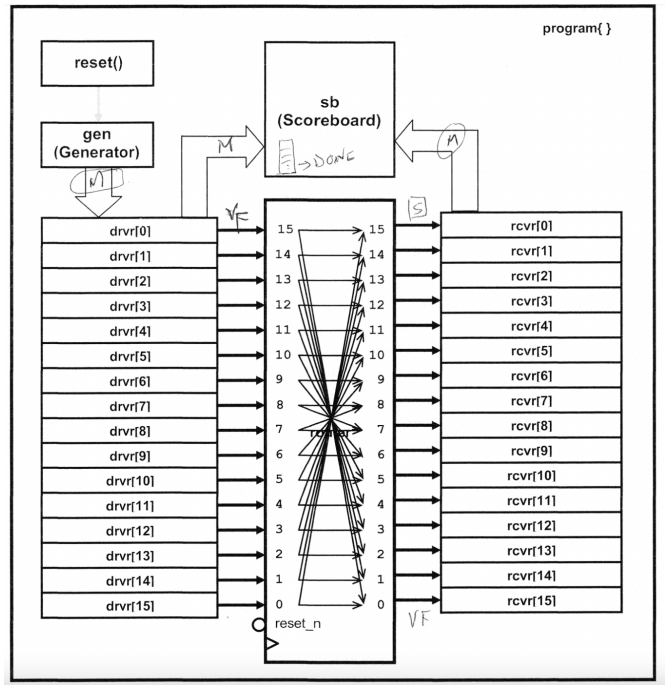 program{ }
reset()
sb
(Scoreboard)
gen
(Generator)
M
M
M
→DONE
VF
S
drvr[0]
drvr[1]
drvr[2]
drvr[3]
drvr[4]
drvr[5]
drvr[6]
drvr[7]
drvr[8]
drvr[9]
drvr[10]
drvr[11]
drvr[12]
drvr[13]
drvr[14]
drvr[15]
15 15
14 14
13 13
12 12
11 11
10 10
9 9
8 8
7 7
6 6
5 5
4 4
3 3
2 2
1 1
0 0
reset_n
rcvr[0]
rcvr[1]
rcvr[2]
rcvr[3]
rcvr[4]
rcvr[5]
rcvr[6]
rcvr[7]
rcvr[8]
rcvr[9]
rcvr[10]
rcvr[11]
rcvr[12]
rcvr[13]
rcvr[14]
rcvr[15]
VF